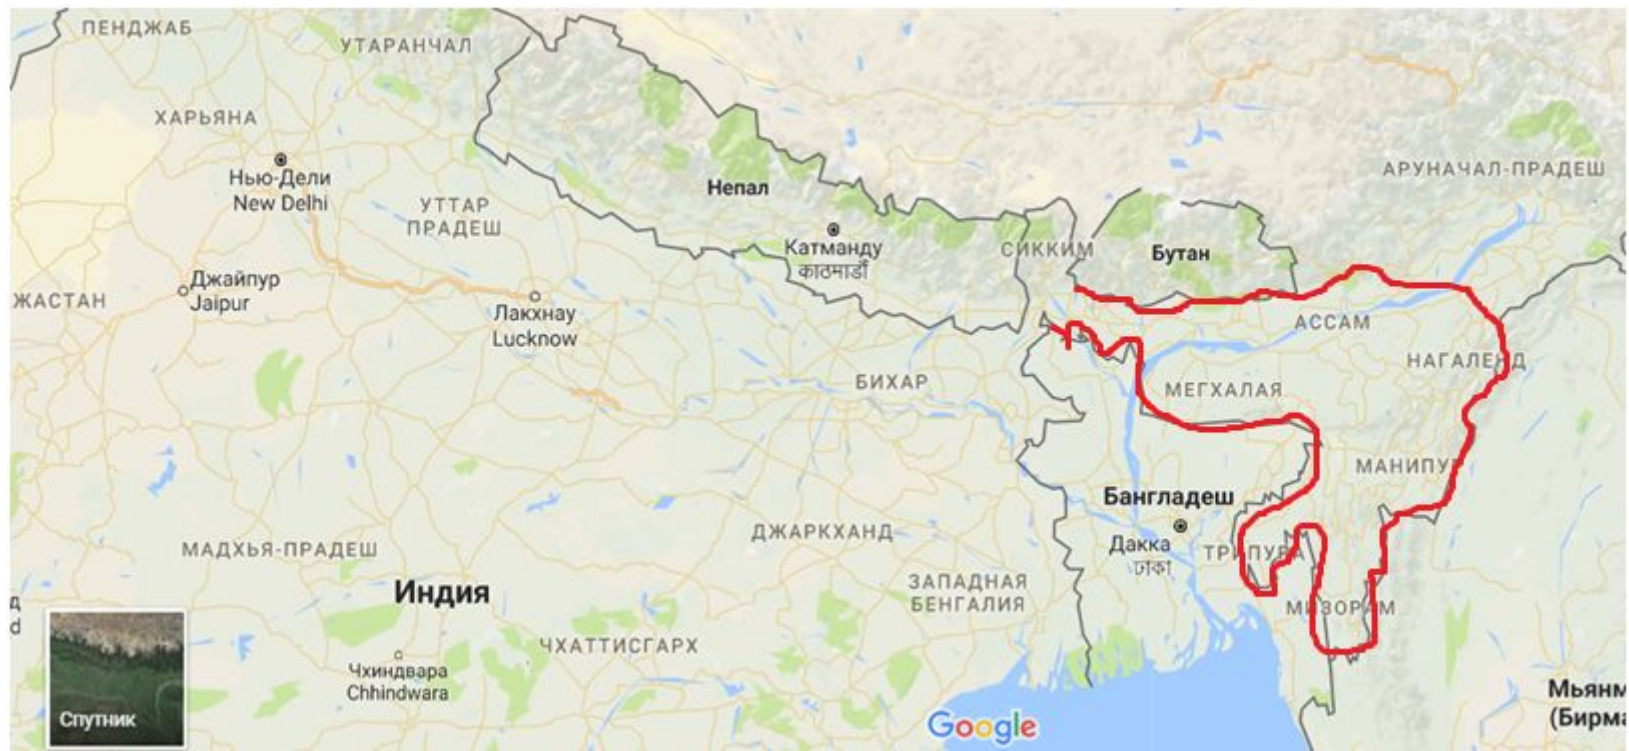 ПЕНДЖАБ
УТАРАНЧАЛ
ХАРЬЯНА
Нью-Дели
New Delhi
УТТАР
ПРАДЕШ
Непал
Катманду
काठमाडौं
СИККИМ
Бутан
АРУНАЧАЛ-ПРАДЕШ
Джайпур
Jaipur
ЖАСТАН
Лакхнау
Lucknow
АССАМ
НАГАЛЕНД
БИХАР
МЕГХАЛАЯ
МАНИПУР
Бангладеш
Дакка
ঢাকা
ТРИПУРА
МАДХЬЯ-ПРАДЕШ
ДЖАРКХАНД
Индия
ЗАПАДНАЯ
БЕНГАЛИЯ
МИЗОРАМ
ЧХАТТИСГАРХ
Чхиндвара
Chhindwara
Спутник
Google
Мьянм
(Бирма